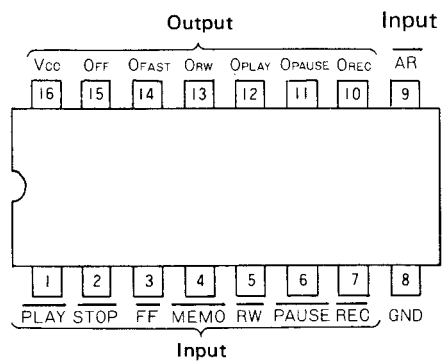 Output Input
VCC OFF OFAST ORW OPLAY OPAUSE OREC AR
16 15 14 13 12 11 10 9
1 2 3 4 5 6 7 8
PLAY STOP FF MEMO RW PAUSE REC GND
Input